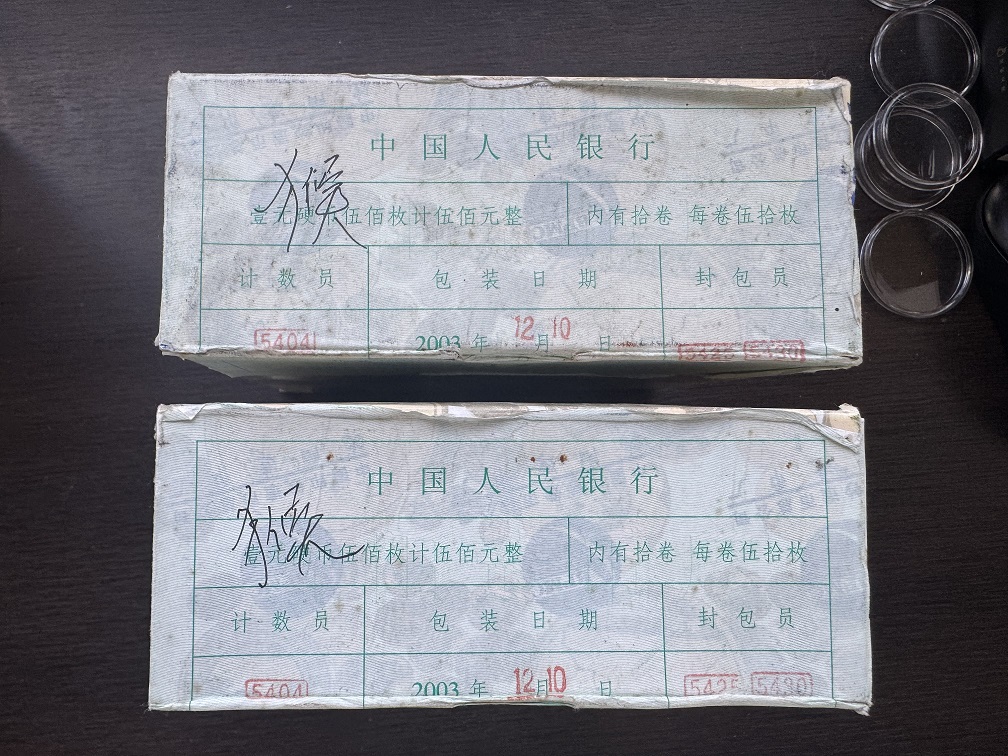 中国人民银行
猴
壹元硬币伍佰枚计伍佰元整 内有拾卷 每卷伍拾枚
计数员 包装日期 封包员
5404 2003年12月10日 5425 5430
中国人民银行
猴
壹元硬币伍佰枚计伍佰元整 内有拾卷 每卷伍拾枚
计数员 包装日期 封包员
5404 2003年12月10日 5425 5430